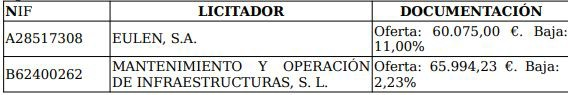 NIF LICITADOR DOCUMENTACIÓN
A28517308 EULEN, S.A. Oferta: 60.075,00 €. Baja:
11,00%
B62400262 MANTENIMIENTO Y OPERACIÓN Oferta: 65.994,23 €. Baja:
DE INFRAESTRUCTURAS, S. L. 2,23%